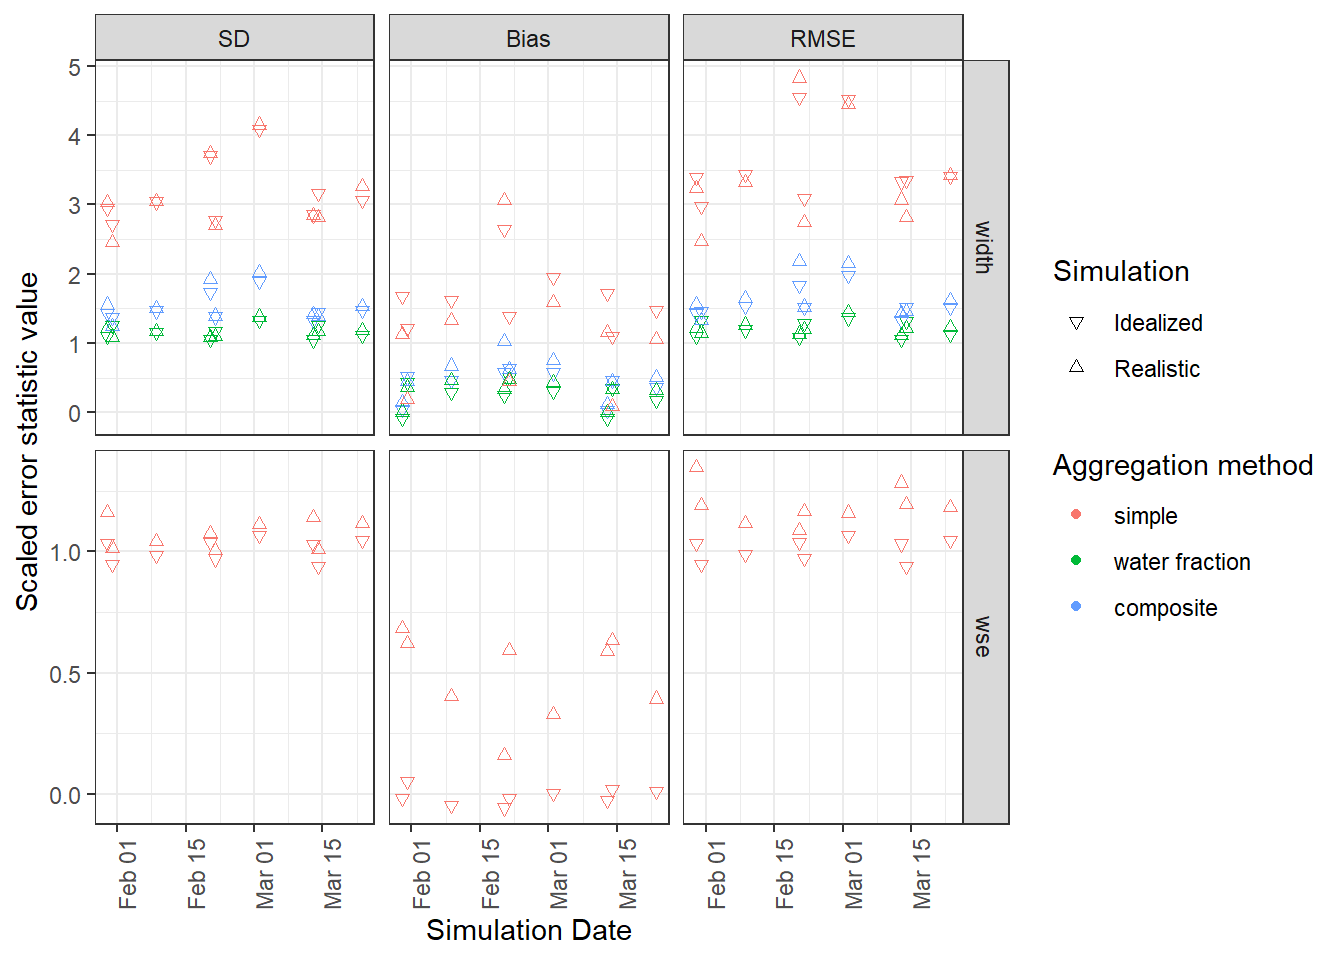 SD
Bias
RMSE
5
4
3
2
1
0
width
1.0
0.5
0.0
wse
Scaled error statistic value
Feb 01
Feb 15
Mar 01
Mar 15
Feb 01
Feb 15
Mar 01
Mar 15
Feb 01
Feb 15
Mar 01
Mar 15
Simulation Date
Simulation
Idealized
Realistic
Aggregation method
simple
water fraction
composite